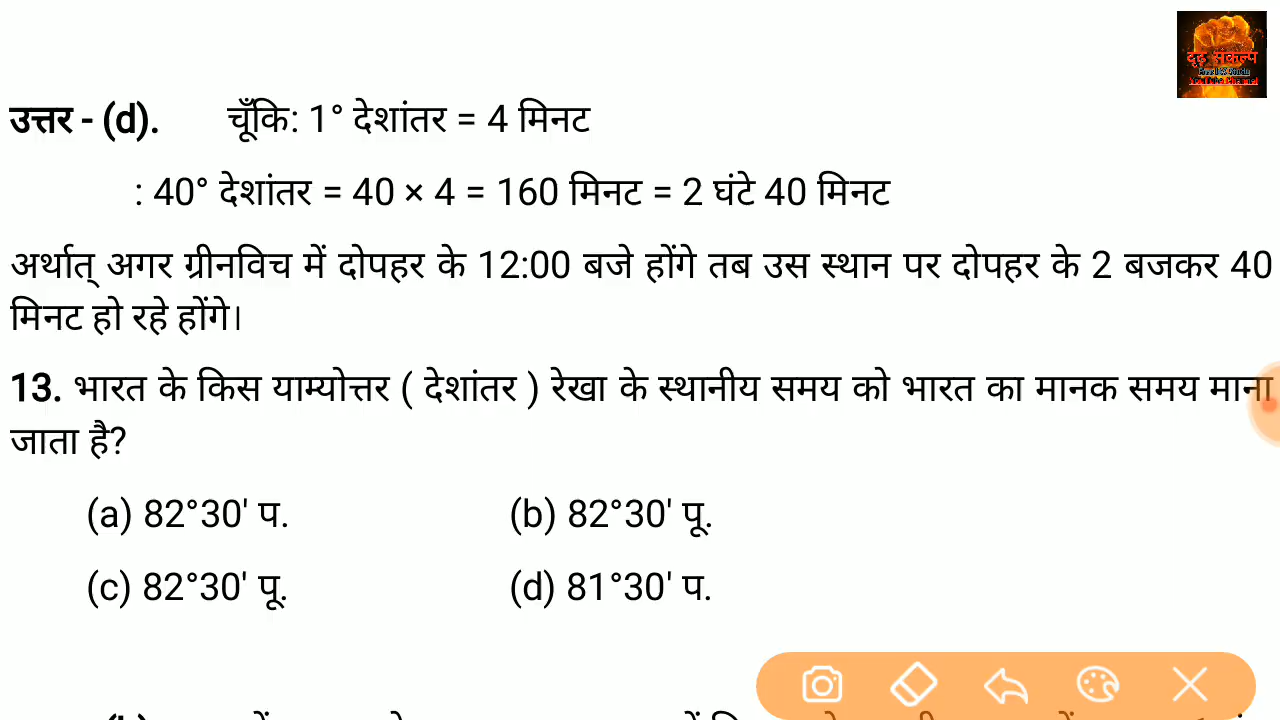 दृढ़ संकल्प
उत्तर - (d). चूँकि: 1° देशांतर = 4 मिनट
: 40° देशांतर = 40 × 4 = 160 मिनट = 2 घंटे 40 मिनट
अर्थात् अगर ग्रीनविच में दोपहर के 12:00 बजे होंगे तब उस स्थान पर दोपहर के 2 बजकर 40
मिनट हो रहे होंगे।
13. भारत के किस याम्योत्तर ( देशांतर ) रेखा के स्थानीय समय को भारत का मानक समय माना
जाता है?
(a) 82°30' प. (b) 82°30' पू.
(c) 82°30' पू. (d) 81°30' प.